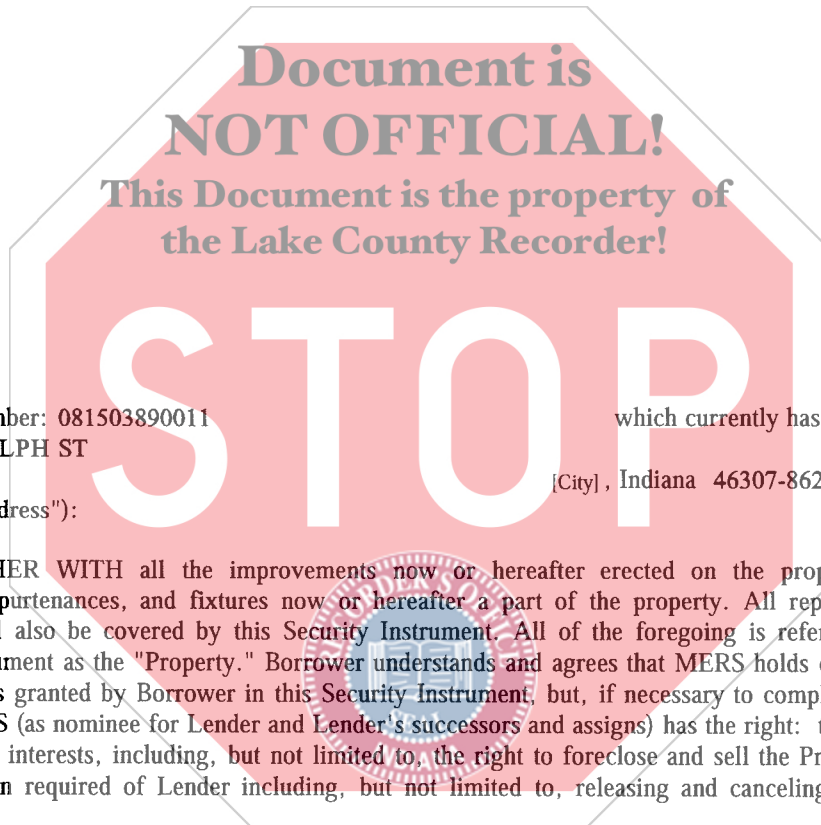 Document is
NOT OFFICIAL!
This Document is the property of
the Lake County Recorder!
STOP
nber: 081503890011 which currently has
LPH ST
[City] , Indiana 46307-862
dress"):
HER WITH all the improvements now or hereafter erected on the prop
purtenances, and fixtures now or hereafter a part of the property. All rep
l also be covered by this Security Instrument. All of the foregoing is refer
ument as the "Property." Borrower understands and agrees that MERS holds
s granted by Borrower in this Security Instrument, but, if necessary to compl
S (as nominee for Lender and Lender's successors and assigns) has the right: t
interests, including, but not limited to, the right to foreclose and sell the Pr
n required of Lender including, but not limited to, releasing and canceling
RECORDER'S OFFICE
SEAL